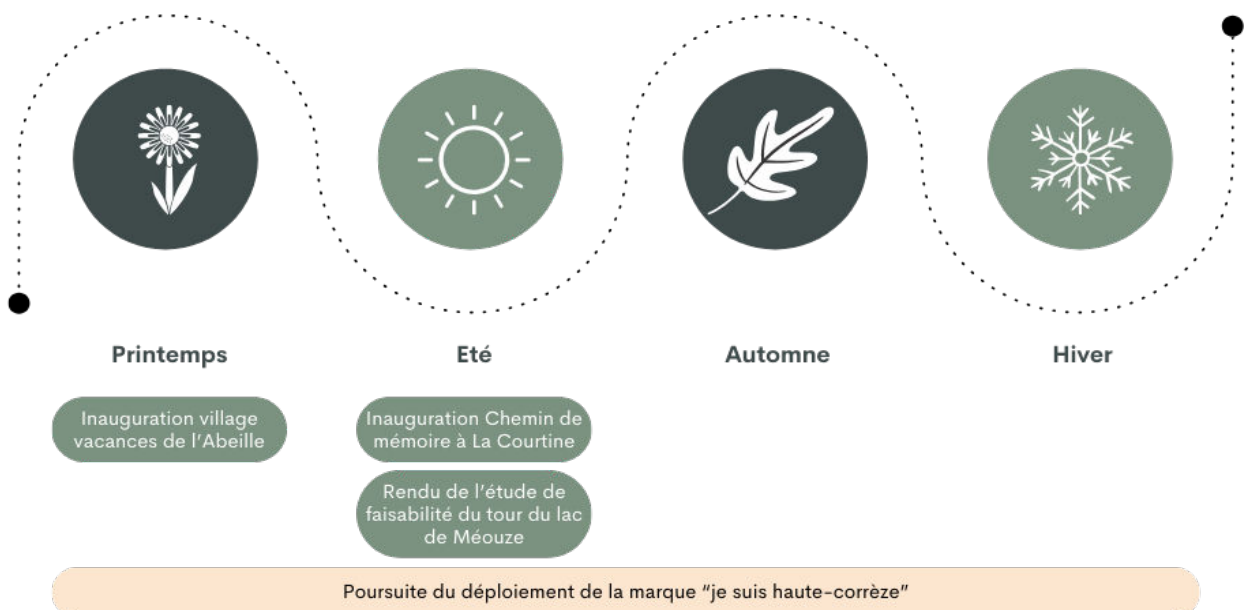 Printemps
Eté
Automne
Hiver
Inauguration village
vacances de l'Abeille
Inauguration Chemin de
mémoire à La Courtine
Rendu de l'étude de
faisabilité du tour du lac
de Méouze
Poursuite du déploiement de la marque "je suis haute-corrèze"